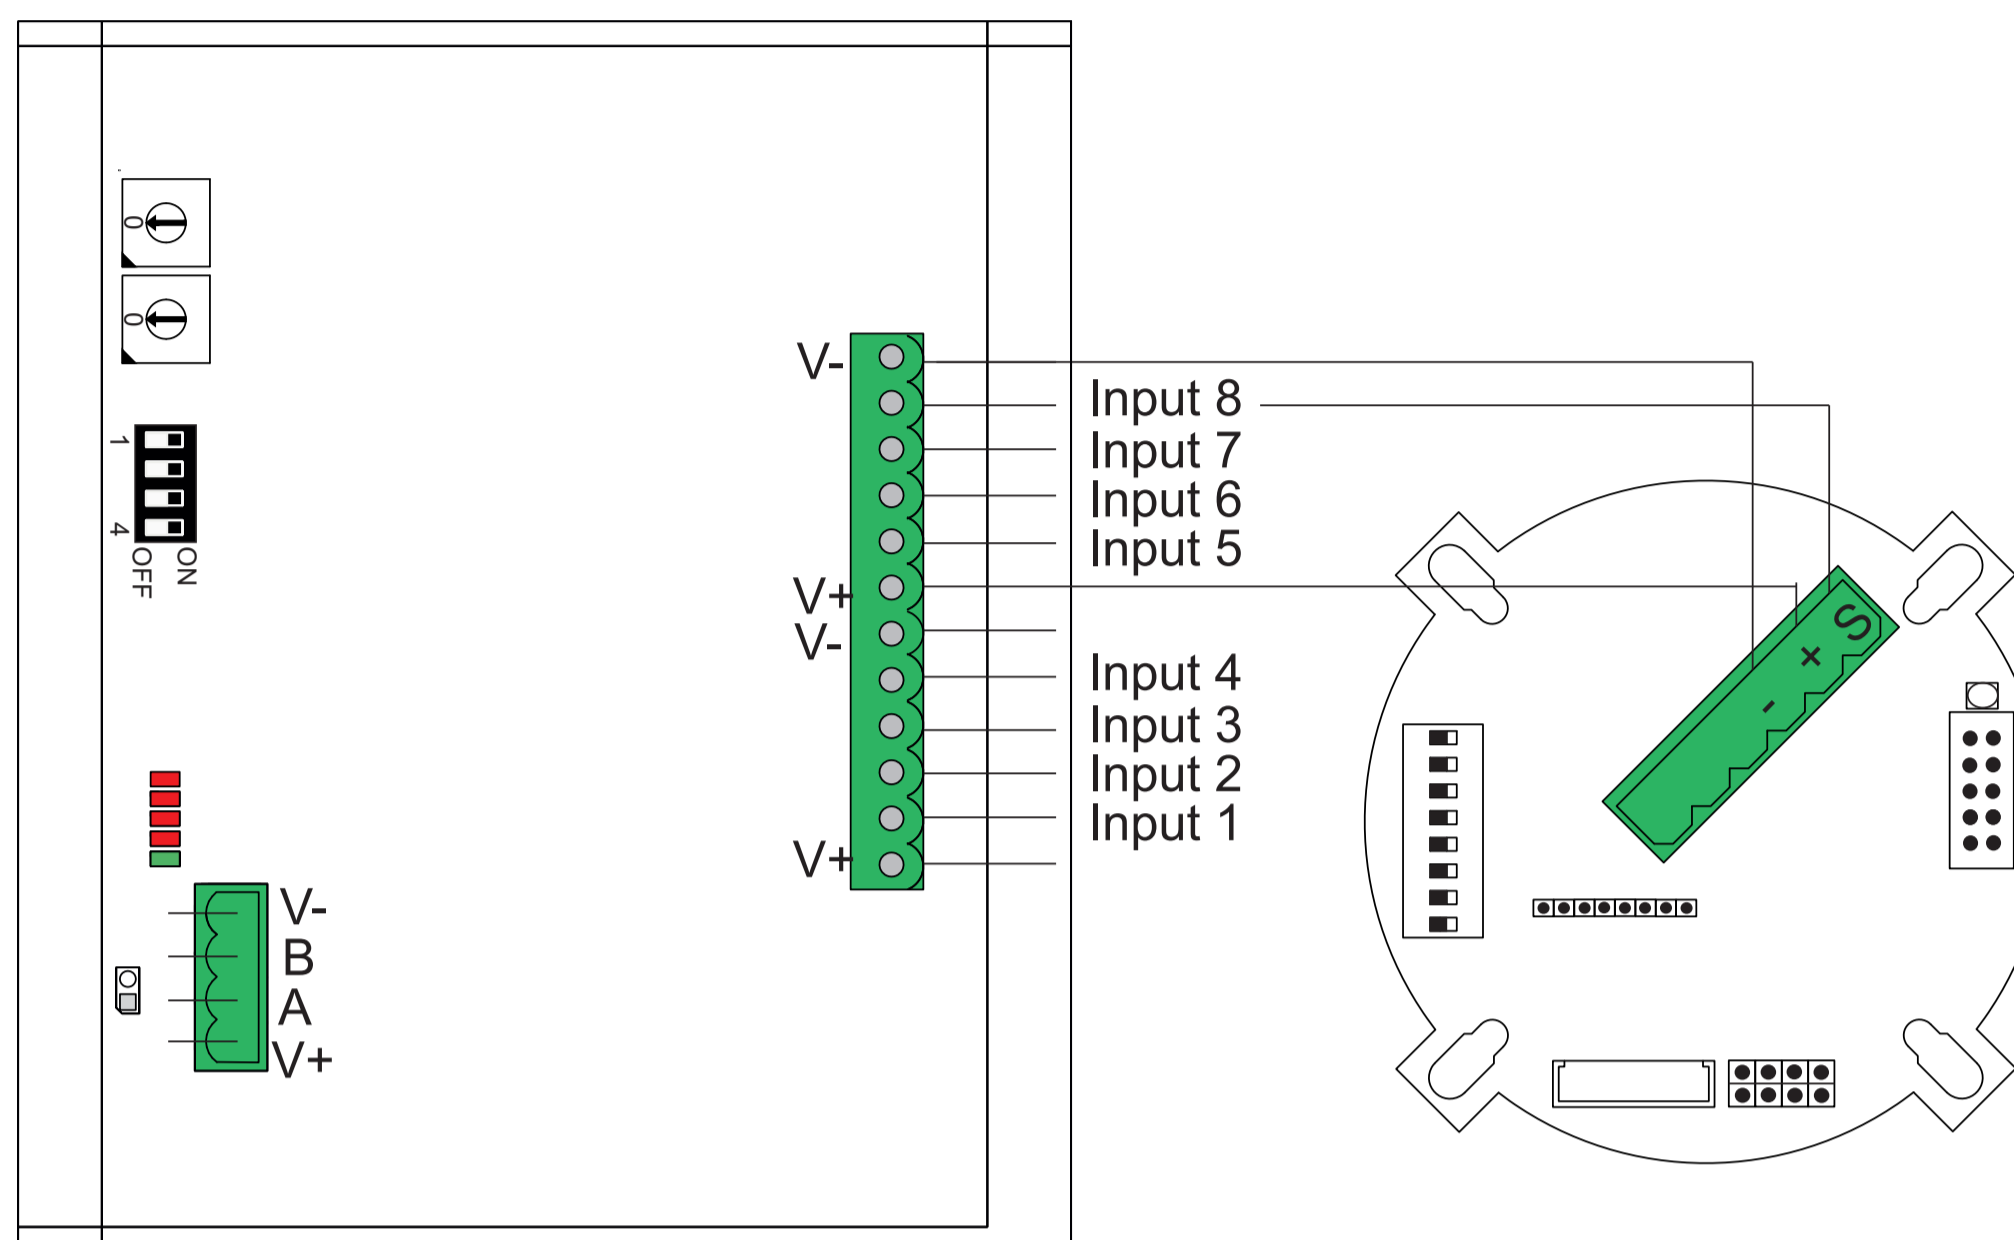 0
0
1
4
OFF
ON
V-
Input 8
Input 7
Input 6
Input 5
V+
V-
Input 4
Input 3
Input 2
Input 1
V+
V-
B
A
V+
S
+
-